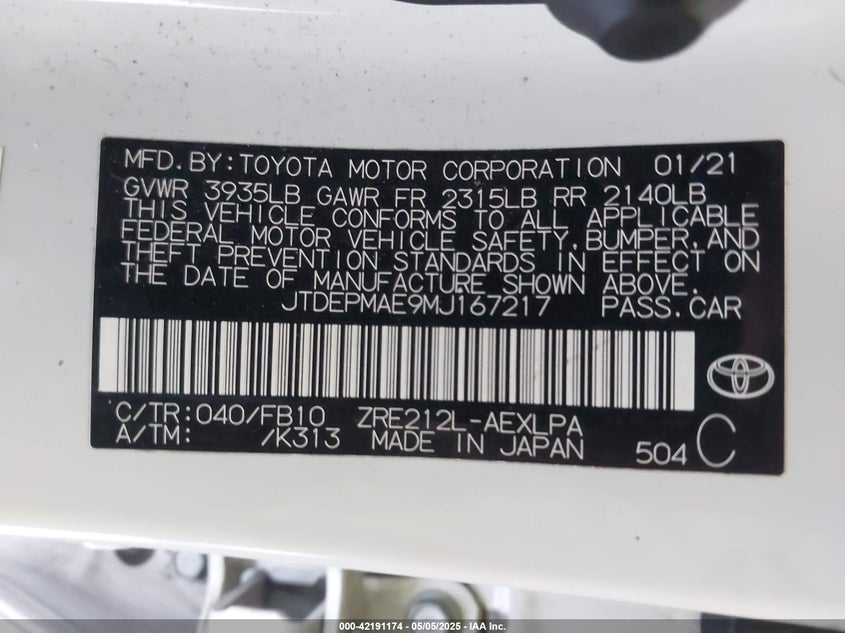 MFD.BY:TOYOTA MOTOR CORPORATION 01/21
GVWR 3935LB GAWR FR 2315LB RR 2140LB
THIS VEHICLE CONFORMS TO ALL APPLICABLE
FEDERAL MOTOR VEHICLE SAFETY,BUMPER,AND
THEFT PREVENTION STANDARDS IN EFFECT ON
THE DATE OF MANUFACTURE SHOWN ABOVE.
JTDEPMAE9MJ167217 PASS.CAR
C/TR:040/FB10 ZRE212L-AEXLPA
A/TM: /K313 MADE IN JAPAN 504 C
000-42191174 | 05/05/2025 - IAA Inc.